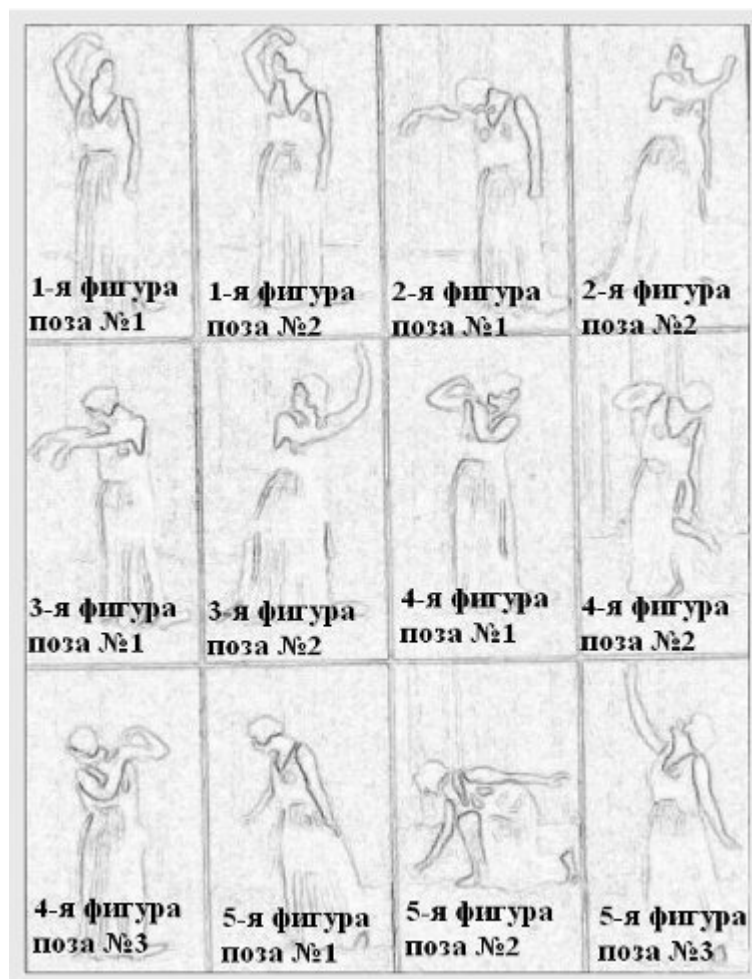 1-я фигура
поза №1
1-я фигура
поза №2
2-я фигура
поза №1
2-я фигура
поза №2
3-я фигура
поза №1
3-я фигура
поза №2
4-я фигура
поза №1
4-я фигура
поза №2
4-я фигура
поза №3
5-я фигура
поза №1
5-я фигура
поза №2
5-я фигура
поза №3